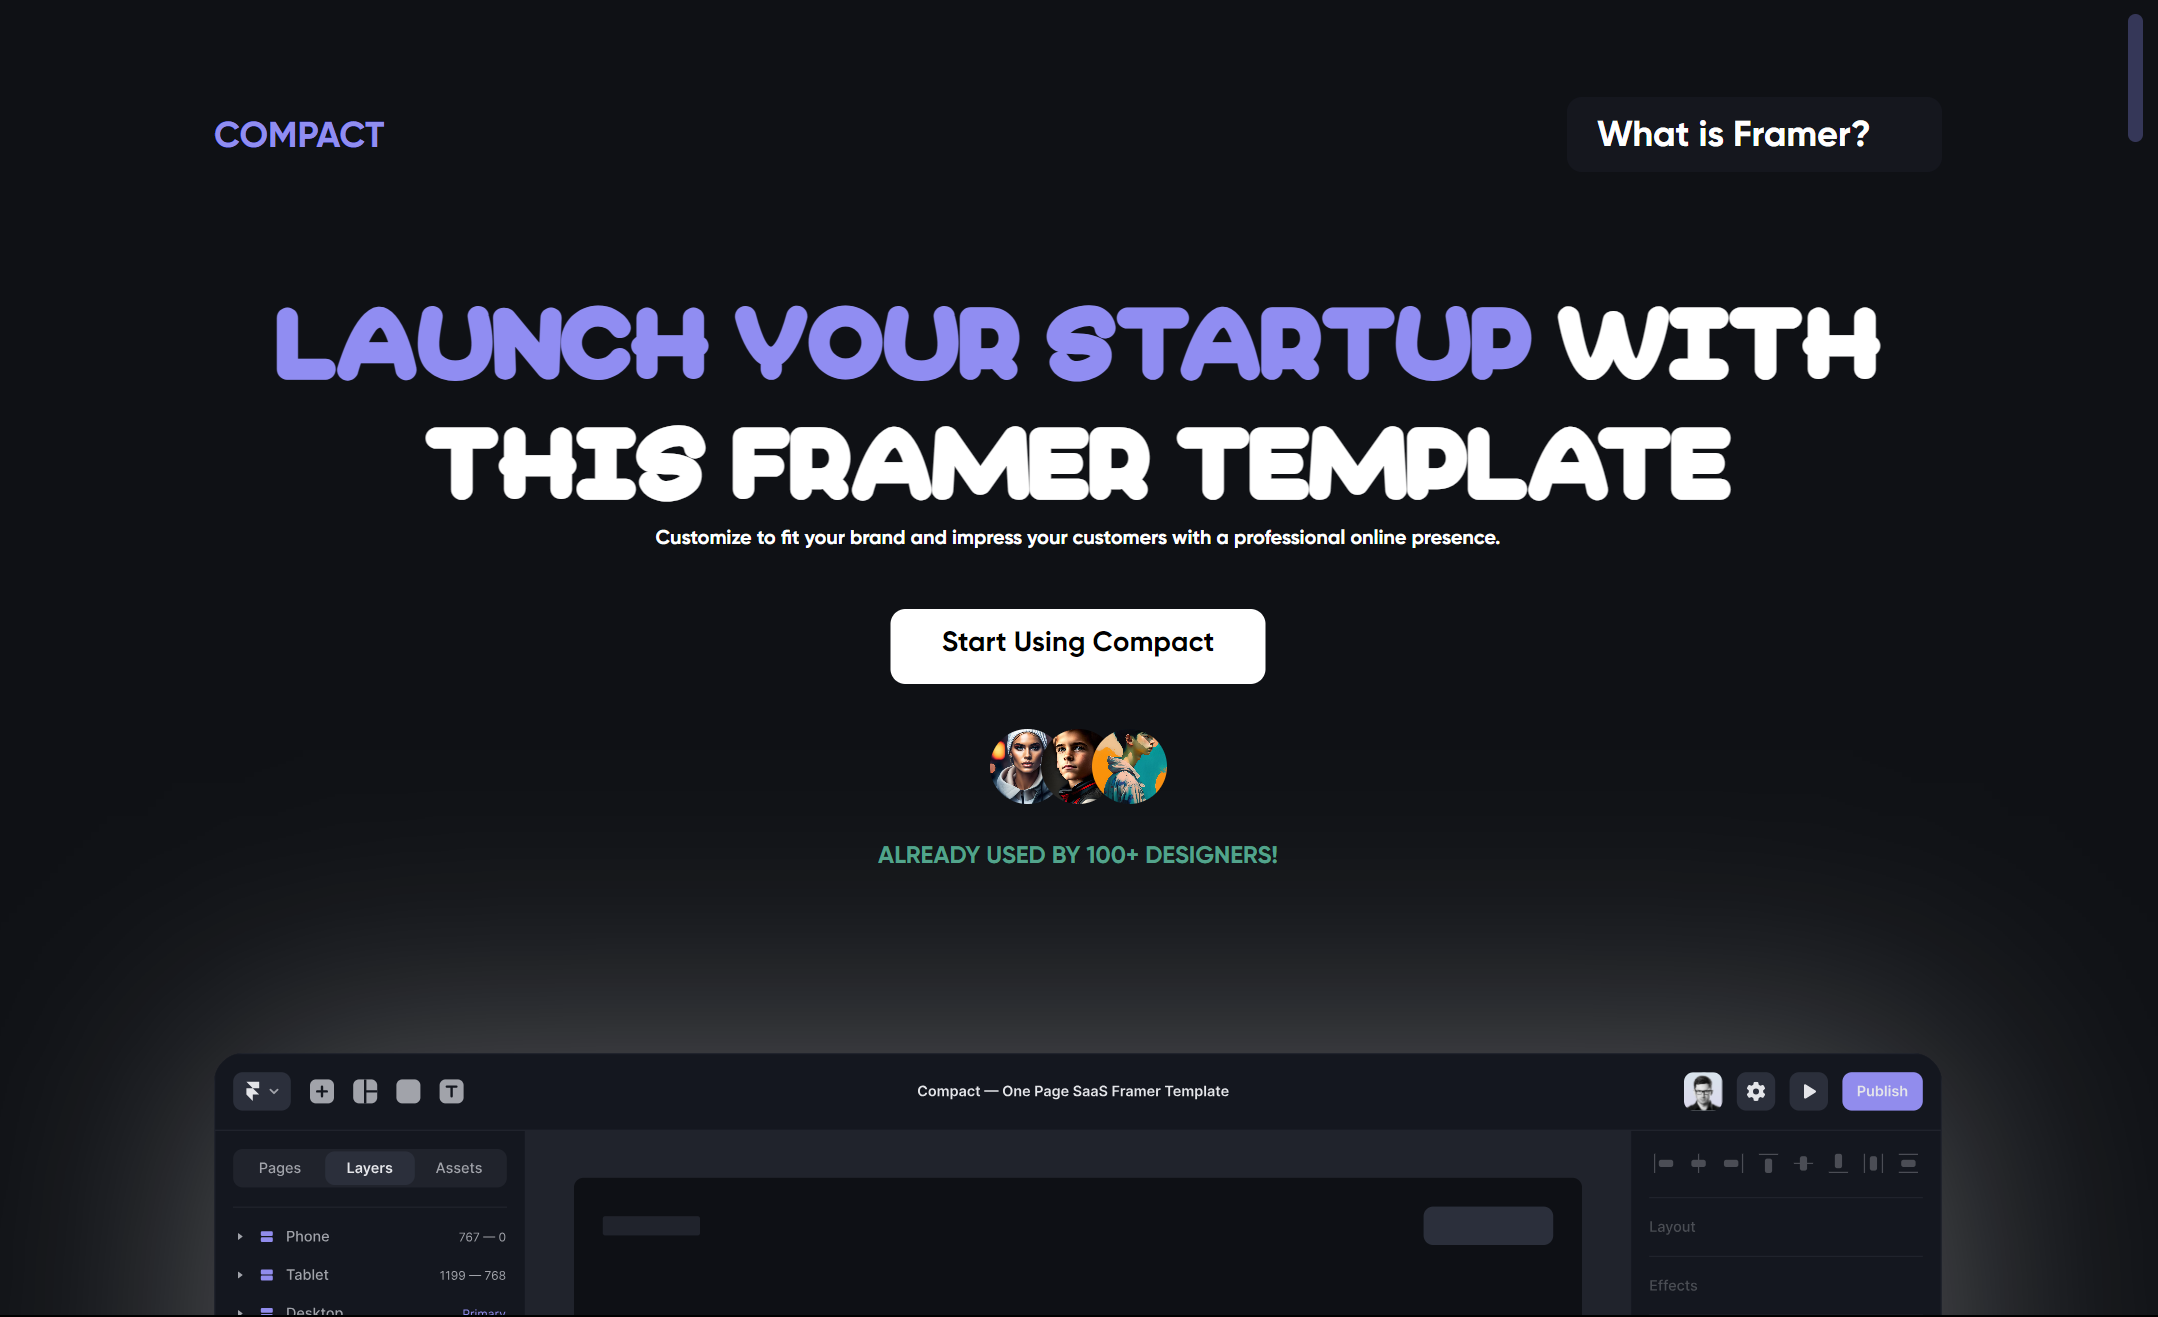 COMPACT
What is Framer?
LAUNCH YOUR STARTUP WITH
THIS FRAMER TEMPLATE
Customize to fit your brand and impress your customers with a professional online presence.
Start Using Compact
ALREADY USED BY 100+ DESIGNERS!
T
Compact — One Page SaaS Framer Template
Publish
Pages
Layers
Assets
Phone
767 — 0
Layout
Tablet
1199 — 768
Effects
Desktop
Primary